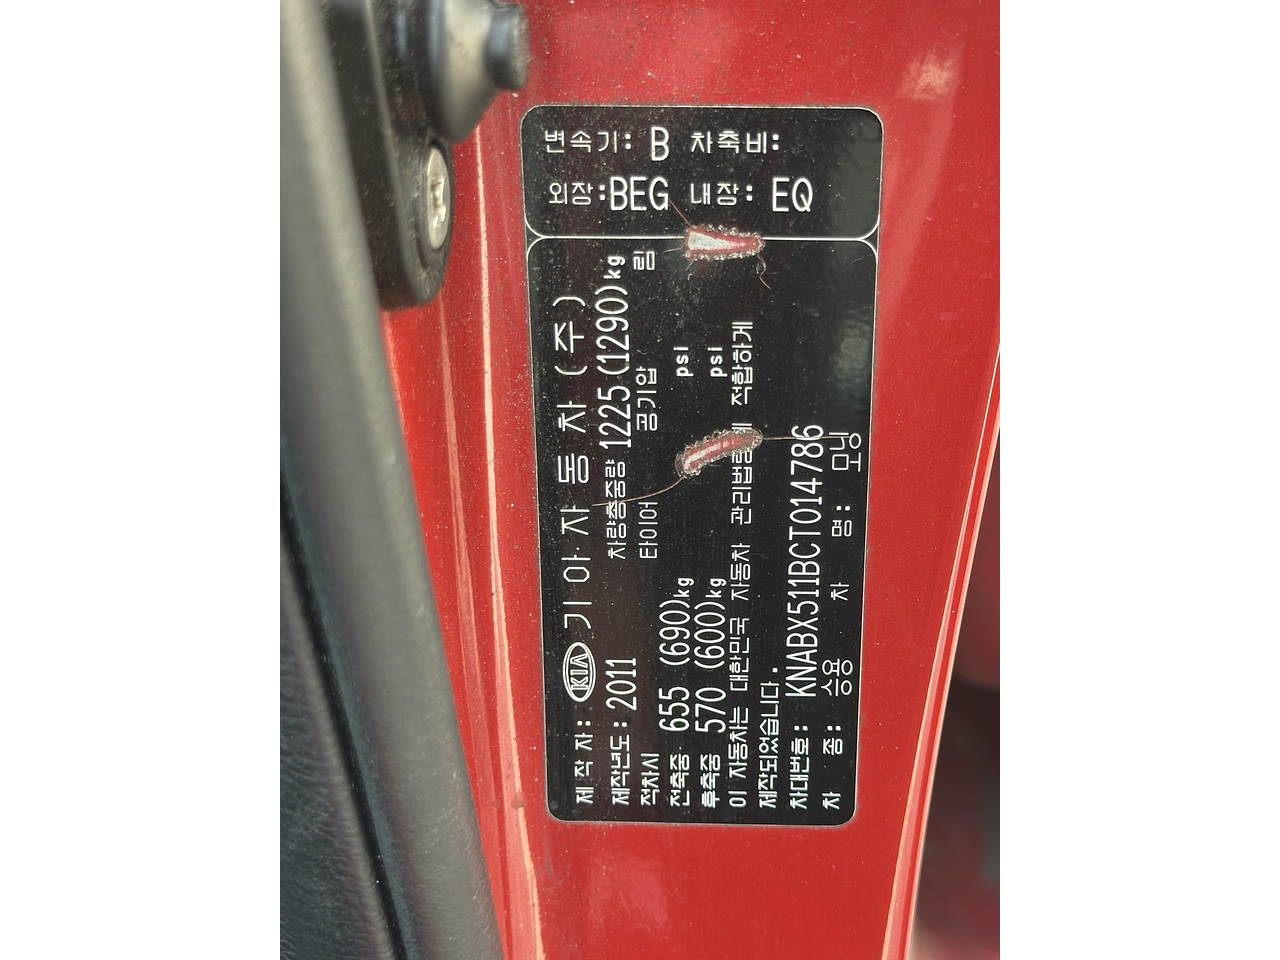 변속기: B 차축비:
외장:BEG 내장: EQ
제 작 자: KIA 기 아 자 동 차 (주)
제작년도: 2011 차량총중량 1225(1290)kg
적차시 타이어 공기압 림
전축중 655 (690)kg psi
후축중 570 (600)kg psi
이 자동차는 대한민국 자동차 관리법령에 적합하게
제작되었습니다.
차대번호: KNABX511BCT014786
차 종: 승용 차 명: 모닝